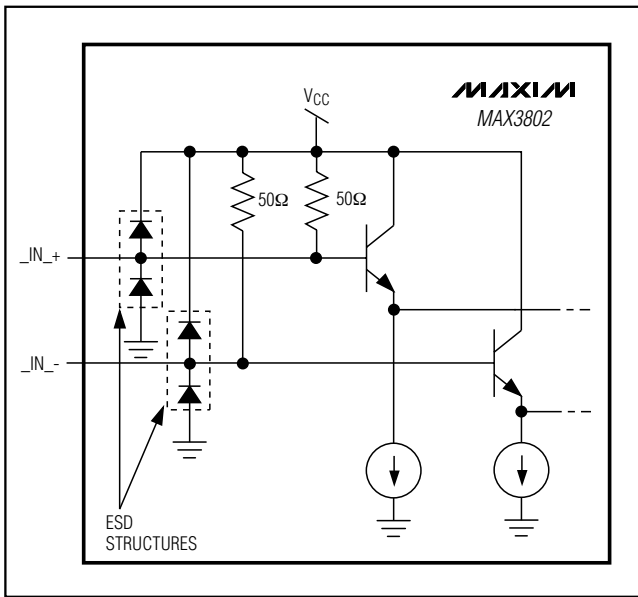 MAXIM
MAX3802
VCC
50Ω
50Ω
_IN_+
_IN_-
ESD
STRUCTURES